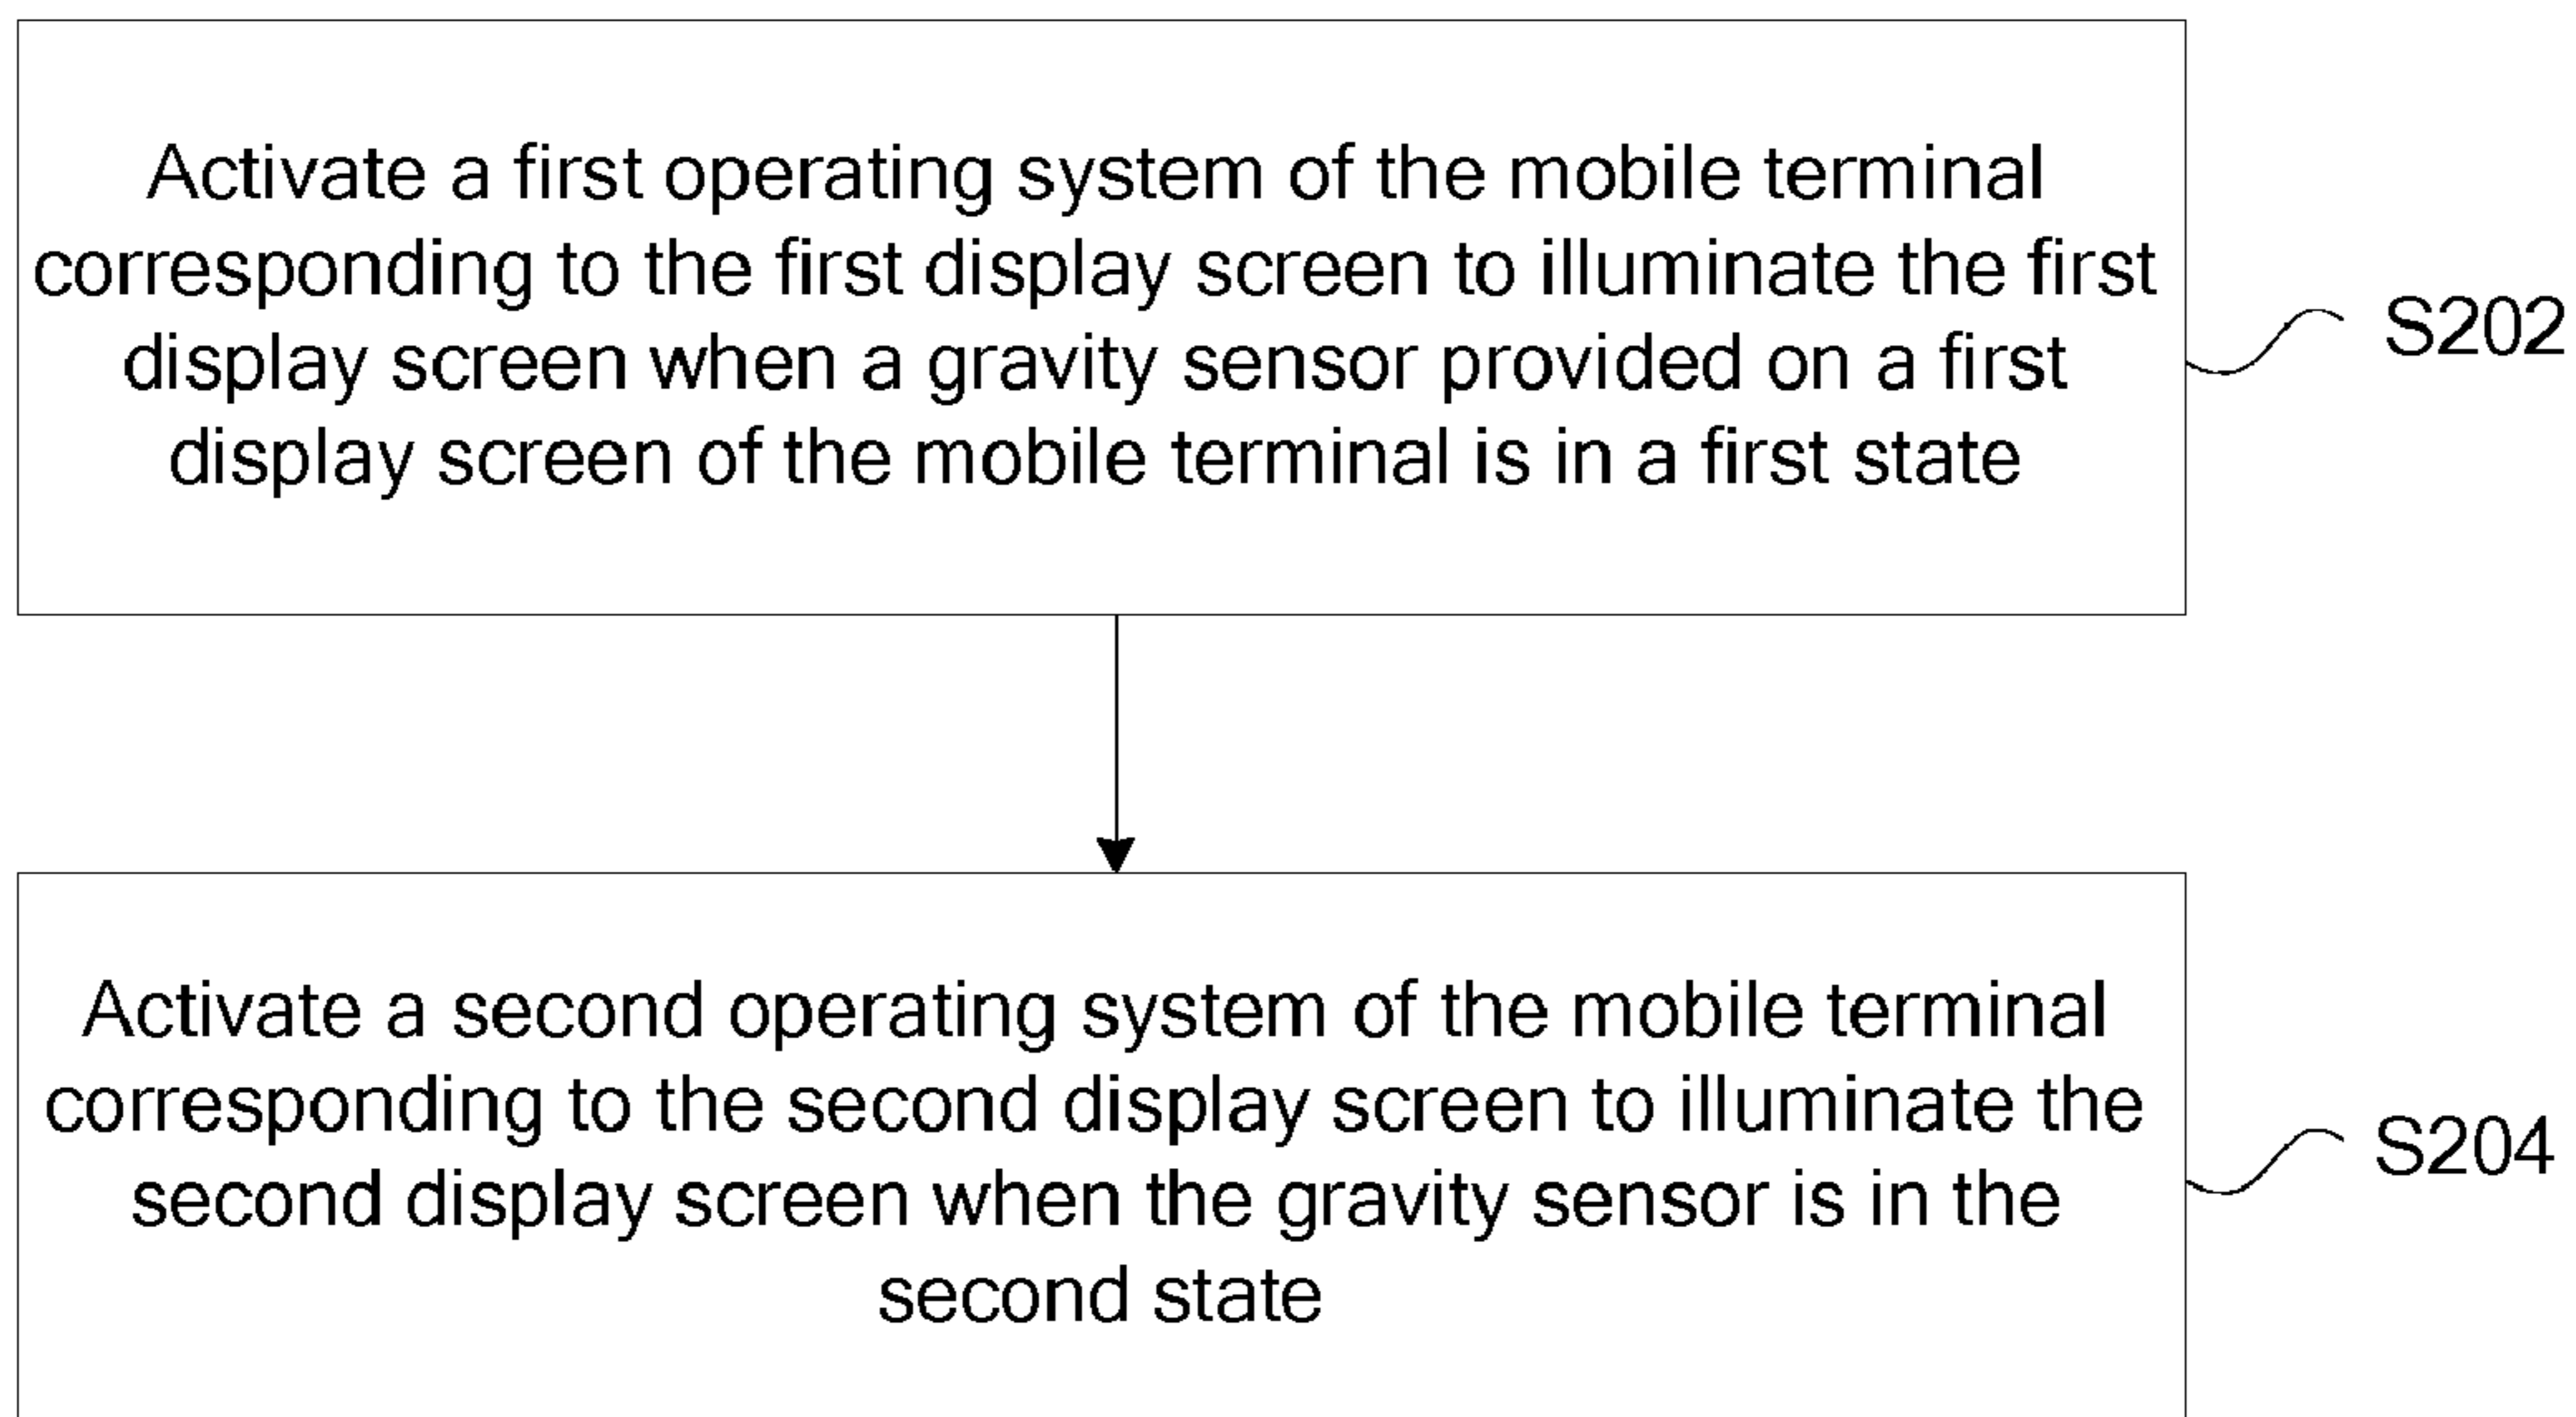 Activate a first operating system of the mobile terminal
corresponding to the first display screen to illuminate the first
display screen when a gravity sensor provided on a first
display screen of the mobile terminal is in a first state
S202
Activate a second operating system of the mobile terminal
corresponding to the second display screen to illuminate the
second display screen when the gravity sensor is in the
second state
S204